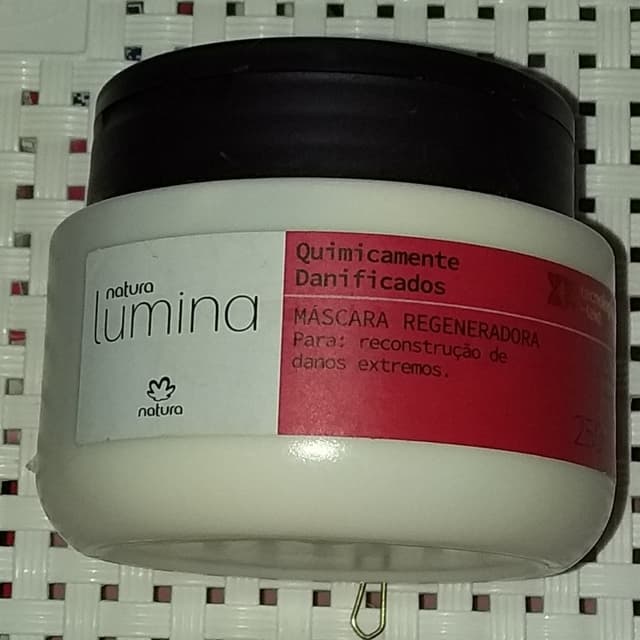 natura
lumina
natura
Quimicamente
Danificados
MÁSCARA REGENERADORA
Para: reconstrução de
danos extremos.